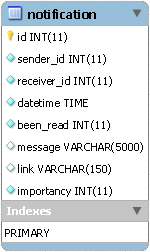 notification
id INT(11)
sender_id INT(11)
receiver_id INT(11)
datetime TIME
been_read INT(11)
message VARCHAR(5000)
link VARCHAR(150)
importancy INT(11)
Indexes
PRIMARY